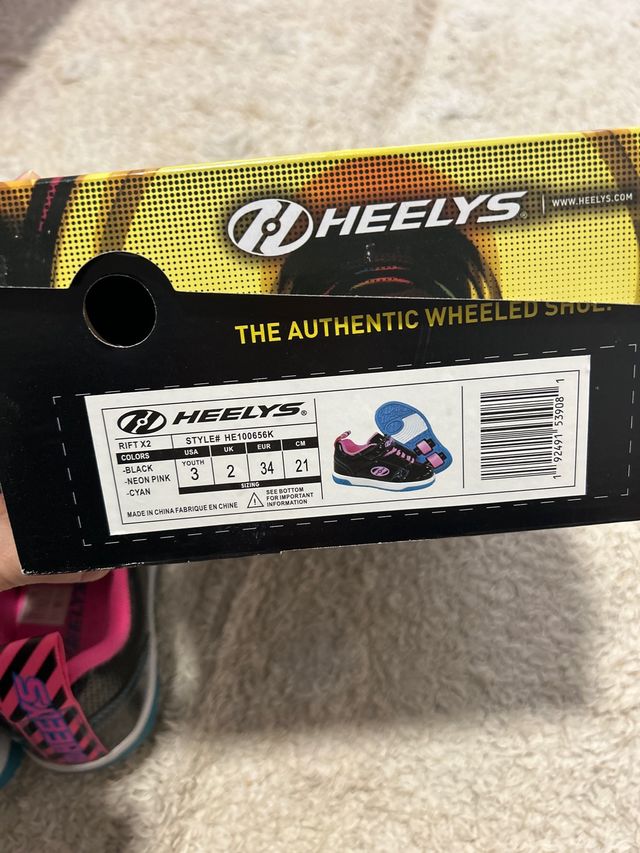 HEELYS® WWW.HEELYS.COM
THE AUTHENTIC WHEELED SHOE.
HEELYS®
RIFT X2 STYLE# HE100656K
COLORS USA UK EUR CM
-BLACK
-NEON PINK
-CYAN
YOUTH
3 2 34 21
SIZING
SEE BOTTOM
FOR IMPORTANT
INFORMATION
MADE IN CHINA FABRIQUE EN CHINE
1 92491 53908 1
HEELYS